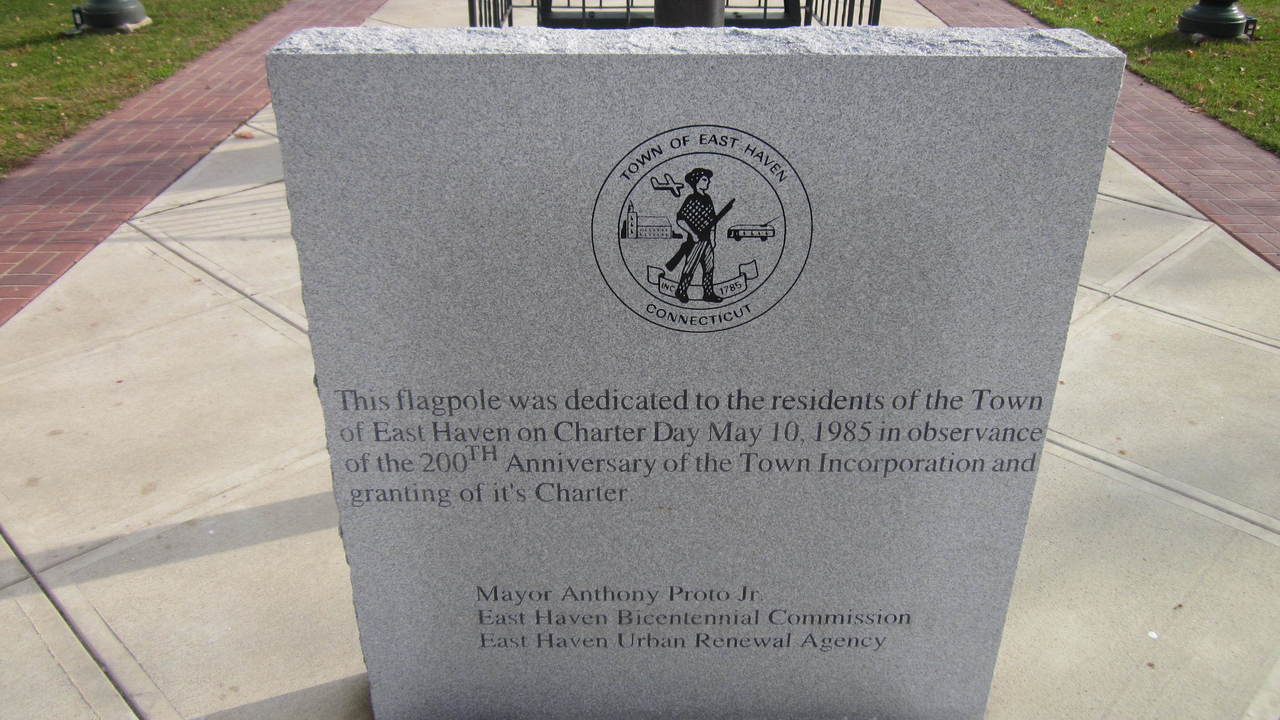 TOWN OF EAST HAVEN
INC. 1785
CONNECTICUT
This flagpole was dedicated to the residents of the Town
of East Haven on Charter Day May 10, 1985 in observance
of the 200TH Anniversary of the Town Incorporation and
granting of it's Charter.
Mayor Anthony Proto Jr.
East Haven Bicentennial Commission
East Haven Urban Renewal Agency